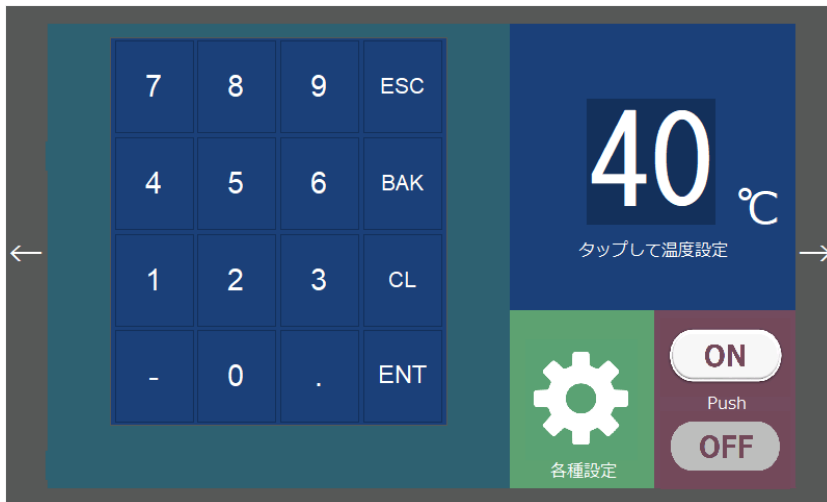 7 8 9 ESC
4 5 6 BAK
1 2 3 CL
- 0 . ENT
40 ℃
タップして温度設定
各種設定
ON
Push
OFF
← →